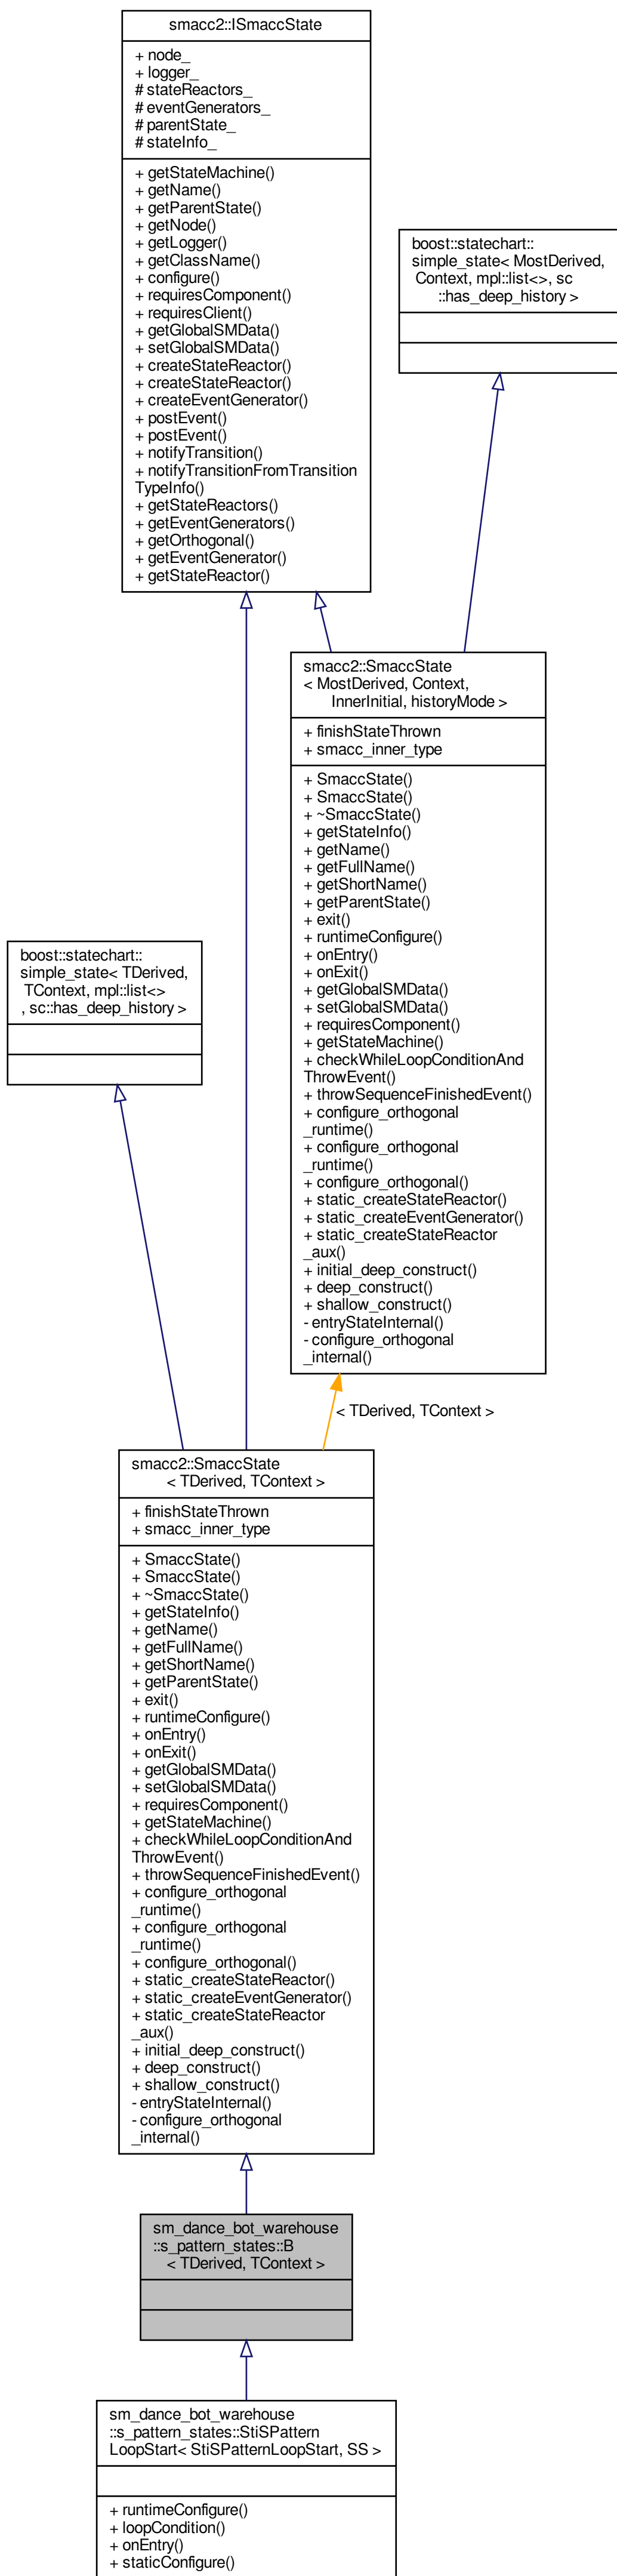 smacc2::ISmaccState
+ node_
+ logger_
# stateReactors_
# eventGenerators_
# parentState_
# stateInfo_
+ getStateMachine()
+ getName()
+ getParentState()
+ getNode()
+ getLogger()
+ getClassName()
+ configure()
+ requiresComponent()
+ requiresClient()
+ getGlobalSMData()
+ setGlobalSMData()
+ createStateReactor()
+ createStateReactor()
+ createEventGenerator()
+ postEvent()
+ postEvent()
+ notifyTransition()
+ notifyTransitionFromTransition
TypeInfo()
+ getStateReactors()
+ getEventGenerators()
+ getOrthogonal()
+ getEventGenerator()
+ getStateReactor()
boost::statechart::
simple_state< MostDerived,
Context, mpl::list<>, sc
::has_deep_history >
smacc2::SmaccState
< MostDerived, Context,
InnerInitial, historyMode >
+ finishStateThrown
+ smacc_inner_type
+ SmaccState()
+ SmaccState()
+ ~SmaccState()
+ getStateInfo()
+ getName()
+ getFullName()
+ getShortName()
+ getParentState()
+ exit()
+ runtimeConfigure()
+ onEntry()
+ onExit()
+ getGlobalSMData()
+ setGlobalSMData()
+ requiresComponent()
+ getStateMachine()
+ checkWhileLoopConditionAnd
ThrowEvent()
+ throwSequenceFinishedEvent()
+ configure_orthogonal
_runtime()
+ configure_orthogonal
_runtime()
+ configure_orthogonal()
+ static_createStateReactor()
+ static_createEventGenerator()
+ static_createStateReactor
_aux()
+ initial_deep_construct()
+ deep_construct()
+ shallow_construct()
- entryStateInternal()
- configure_orthogonal
_internal()
boost::statechart::
simple_state< TDerived,
TContext, mpl::list<>
, sc::has_deep_history >
< TDerived, TContext >
smacc2::SmaccState
< TDerived, TContext >
+ finishStateThrown
+ smacc_inner_type
+ SmaccState()
+ SmaccState()
+ ~SmaccState()
+ getStateInfo()
+ getName()
+ getFullName()
+ getShortName()
+ getParentState()
+ exit()
+ runtimeConfigure()
+ onEntry()
+ onExit()
+ getGlobalSMData()
+ setGlobalSMData()
+ requiresComponent()
+ getStateMachine()
+ checkWhileLoopConditionAnd
ThrowEvent()
+ throwSequenceFinishedEvent()
+ configure_orthogonal
_runtime()
+ configure_orthogonal
_runtime()
+ configure_orthogonal()
+ static_createStateReactor()
+ static_createEventGenerator()
+ static_createStateReactor
_aux()
+ initial_deep_construct()
+ deep_construct()
+ shallow_construct()
- entryStateInternal()
- configure_orthogonal
_internal()
sm_dance_bot_warehouse
::s_pattern_states::B
< TDerived, TContext >
sm_dance_bot_warehouse
::s_pattern_states::StiSPattern
LoopStart< StiSPatternLoopStart, SS >
+ runtimeConfigure()
+ loopCondition()
+ onEntry()
+ staticConfigure()